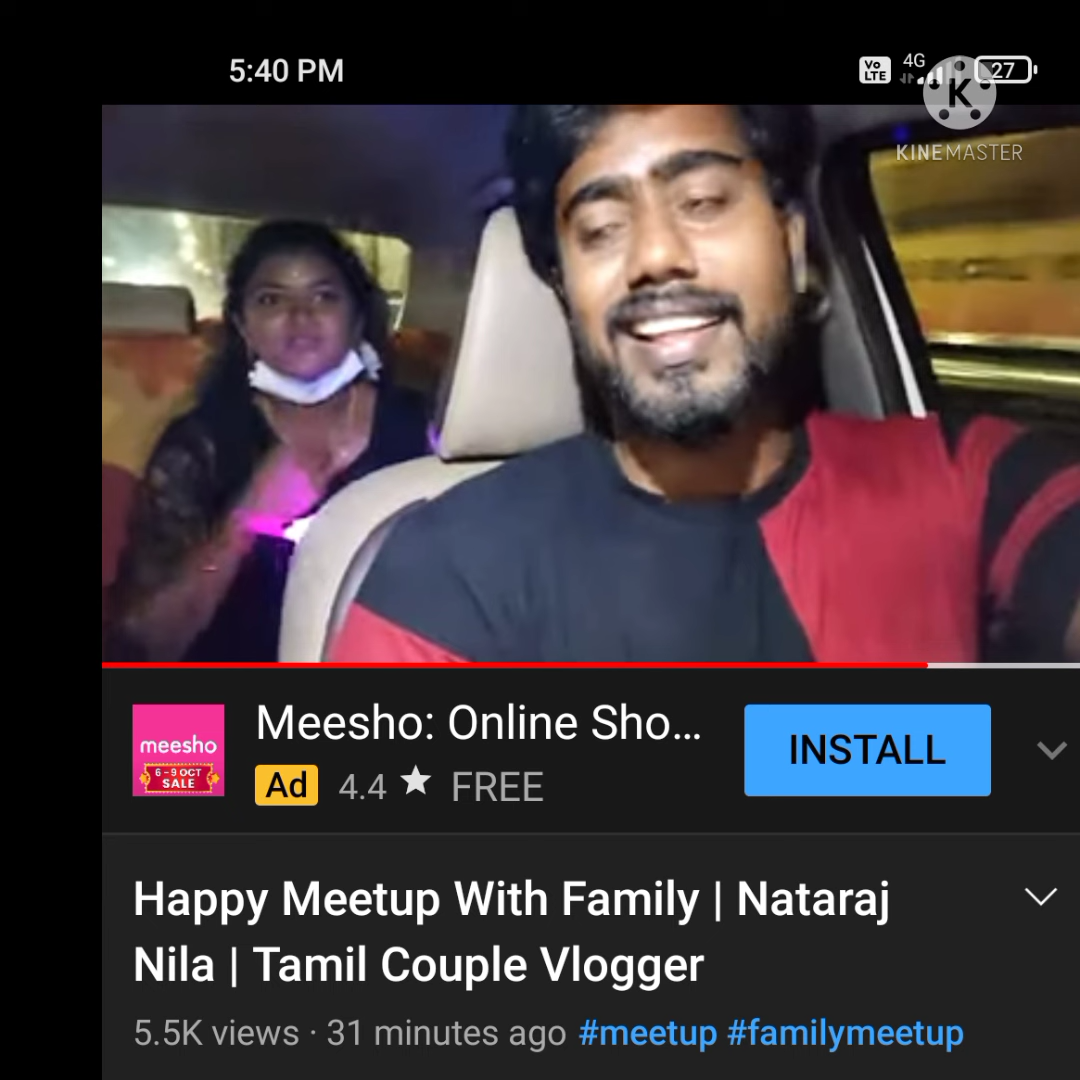 5:40 PM
Vo LTE
4G
27
K
KINEMASTER
Meesho: Online Sho...
INSTALL
meesho
6-9 OCT
SALE
Ad 4.4 ★ FREE
Happy Meetup With Family | Nataraj
Nila | Tamil Couple Vlogger
5.5K views · 31 minutes ago #meetup #familymeetup